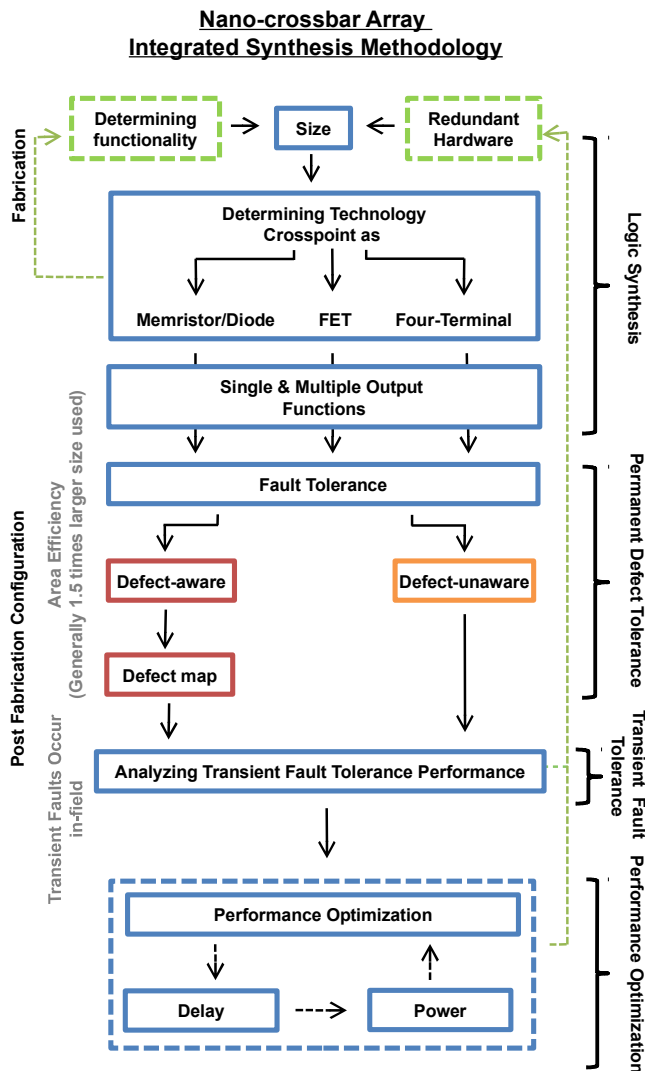 Nano-crossbar Array
Integrated Synthesis Methodology
Determining
functionality
Size
Redundant
Hardware
Fabrication
Determining Technology
Crosspoint as
Memristor/Diode
FET
Four-Terminal
Logic Synthesis
Single & Multiple Output
Functions
Fault Tolerance
Defect-aware
Defect-unaware
Defect map
Permanent Defect Tolerance
Post Fabrication Configuration
Area Efficiency
(Generally 1.5 times larger size used)
Analyzing Transient Fault Tolerance Performance
Transient Fault
Tolerance
Transient Faults Occur
in-field
Performance Optimization
Delay
Power
Performance Optimization